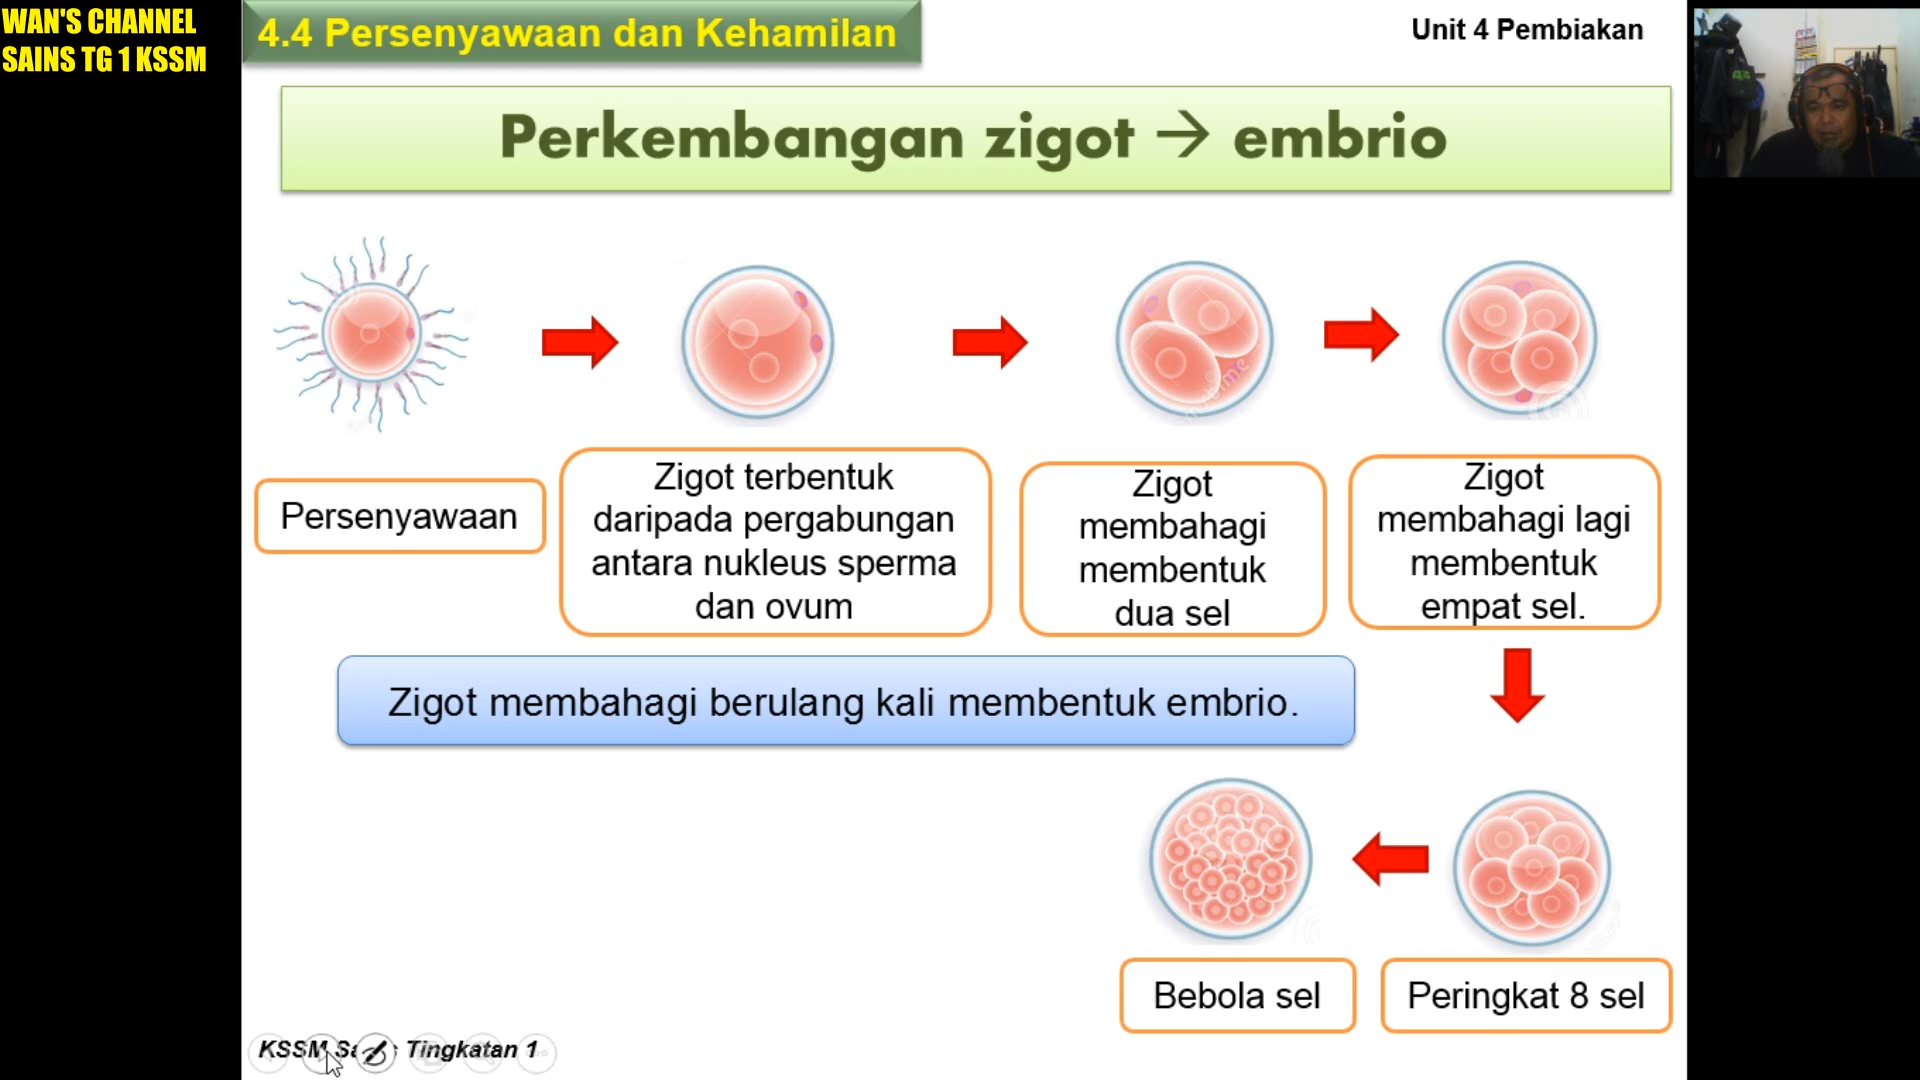 WAN'S CHANNEL
SAINS TG 1 KSSM
4.4 Persenyawaan dan Kehamilan
Unit 4 Pembiakan
Perkembangan zigot → embrio
Persenyawaan
Zigot terbentuk
daripada pergabungan
antara nukleus sperma
dan ovum
Zigot
membahagi
membentuk
dua sel
Zigot
membahagi lagi
membentuk
empat sel.
Zigot membahagi berulang kali membentuk embrio.
Bebola sel
Peringkat 8 sel
KSSM Tingkatan 1